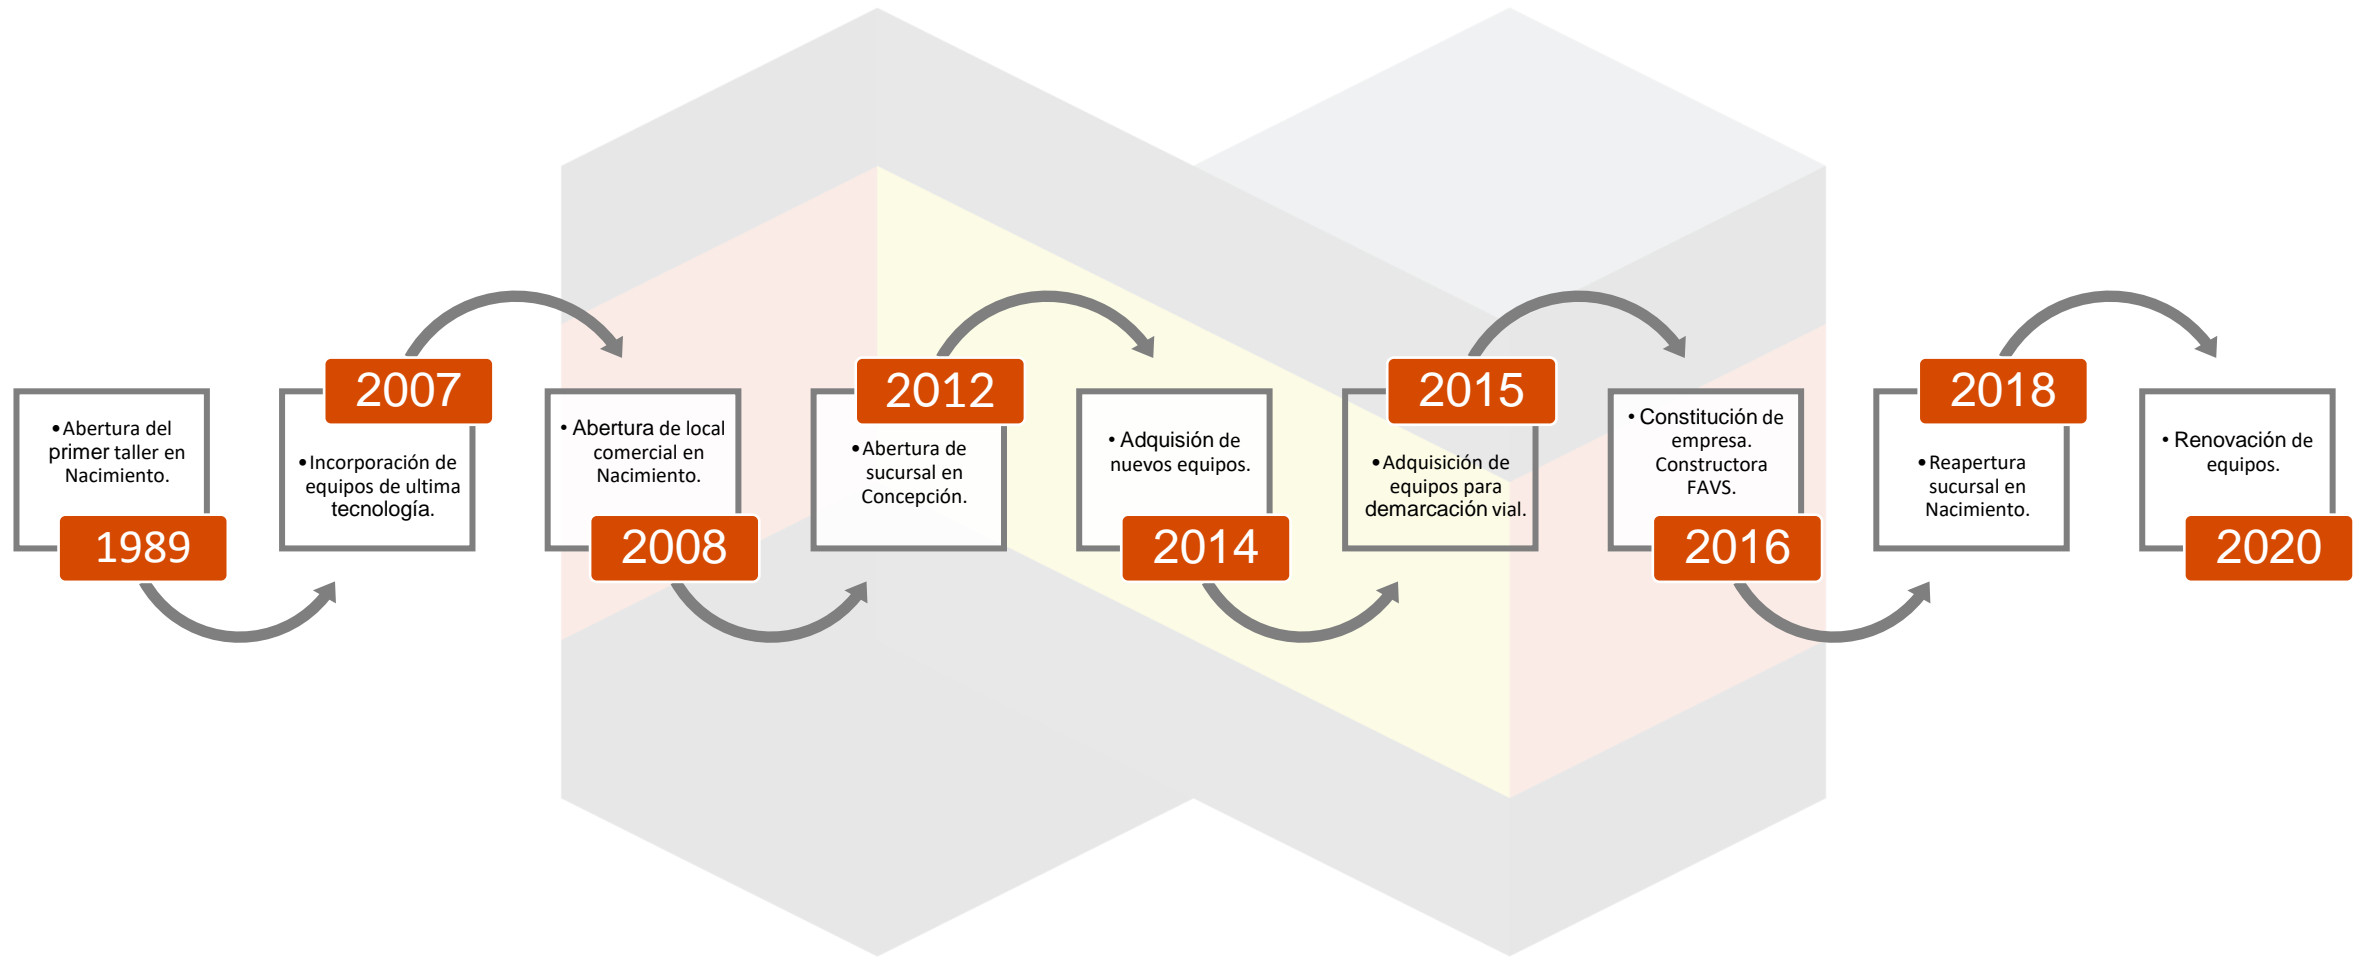 •Abertura del
primer taller en
Nacimiento.
1989
2007
•Incorporación de
equipos de ultima
tecnología.
• Abertura de local
comercial en
Nacimiento.
2008
2012
•Abertura de
sucursal en
Concepción.
• Adquisión de
nuevos equipos.
2014
2015
•Adquisición de
equipos para
demarcación vial.
• Constitución de
empresa.
Constructora
FAVS.
2016
2018
•Reapertura
sucursal en
Nacimiento.
• Renovación de
equipos.
2020